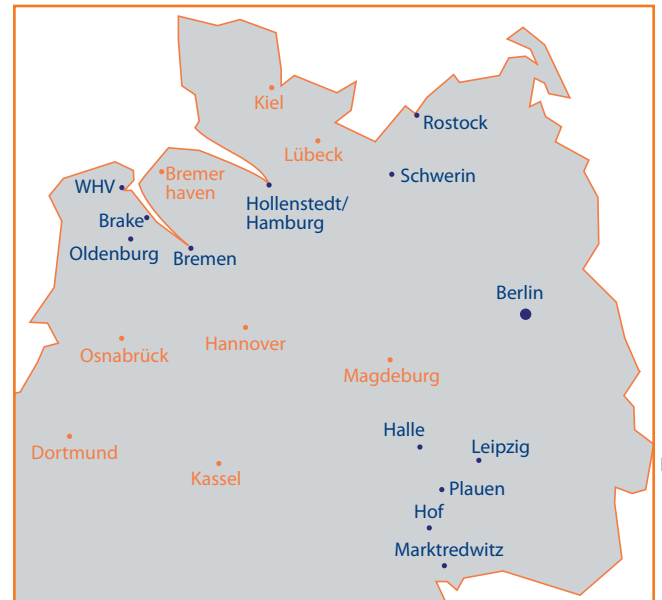 Kiel
Rostock
Lübeck
Bremer
haven
Schwerin
WHV
Hollenstedt/
Hamburg
Brake
Oldenburg
Bremen
Berlin
Osnabrück
Hannover
Magdeburg
Halle
Leipzig
Dortmund
Kassel
Plauen
Hof
Marktredwitz